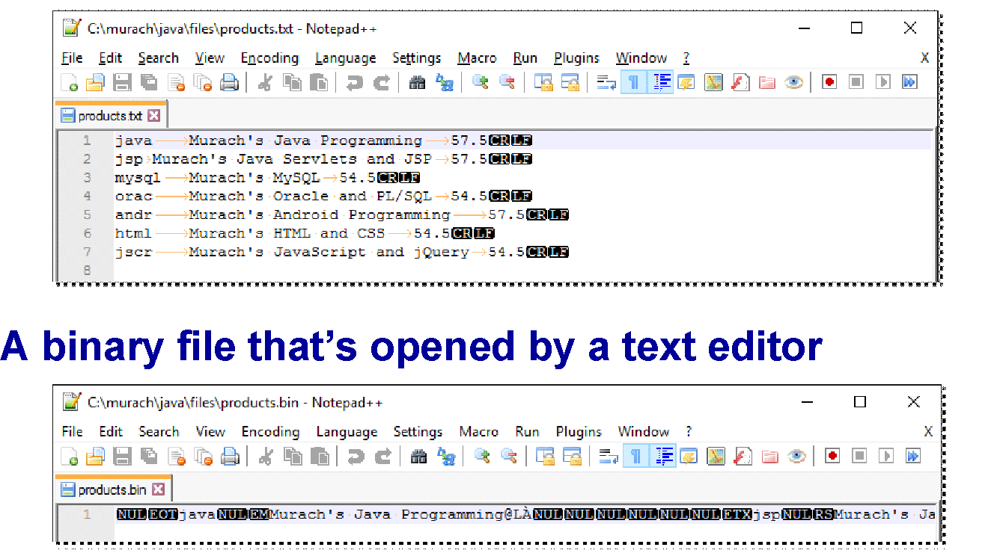 C:\murach\java\files\products.txt - Notepad++
File Edit Search View Encoding Language Settings Macro Run Plugins Window ? X
products.txt
1 java Murach's Java Programming 57.5CRLF
2 jsp Murach's Java Servlets and JSP 57.5CRLF
3 mysql Murach's MySQL 54.5CRLF
4 orac Murach's Oracle and PL/SQL 54.5CRLF
5 andr Murach's Android Programming 57.5CRLF
6 html Murach's HTML and CSS 54.5CRLF
7 jscr Murach's JavaScript and jQuery 54.5CRLF
8
A binary file that’s opened by a text editor
C:\murach\java\files\products.bin - Notepad++
File Edit Search View Encoding Language Settings Macro Run Plugins Window ? X
products.bin
1 NULEOTjavaNULEMMurach's Java Programming@LÀNULNULNULNULNULNULETXjspNULRSMurach's Ja